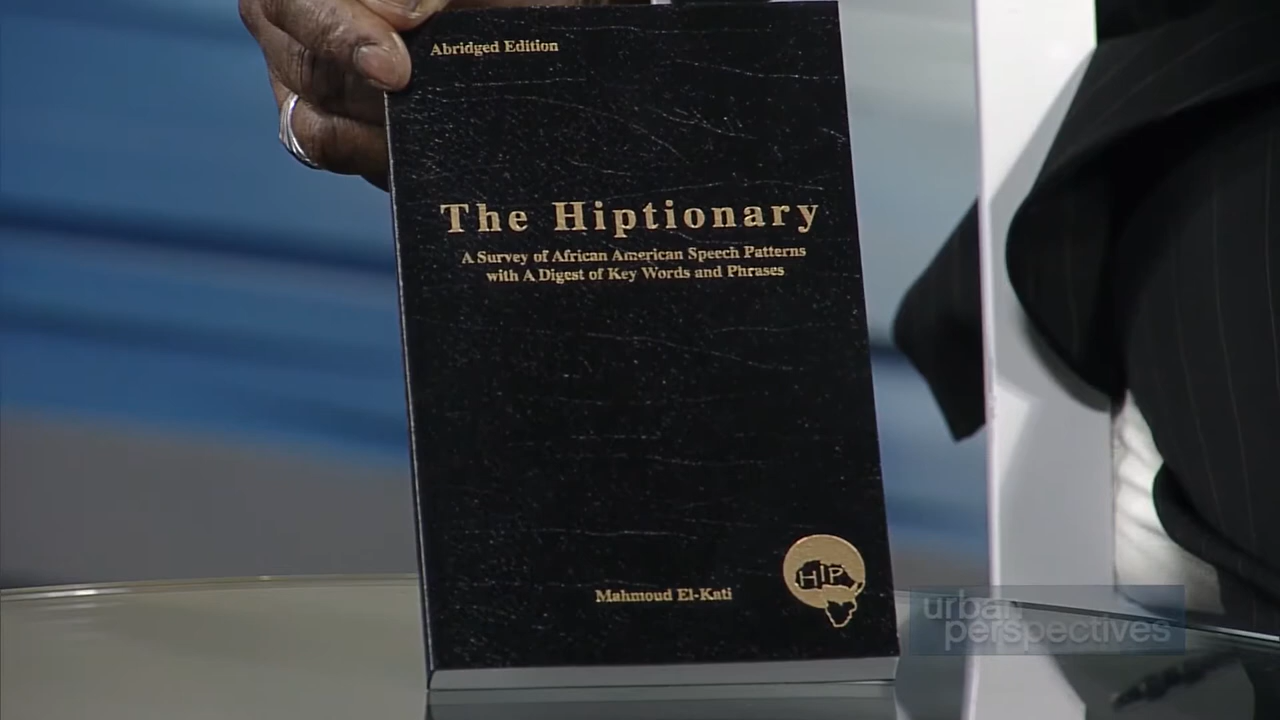 Abridged Edition
The Hiptionary
A Survey of African American Speech Patterns
with A Digest of Key Words and Phrases
HIP
Mahmoud El-Kati
urban
perspectives